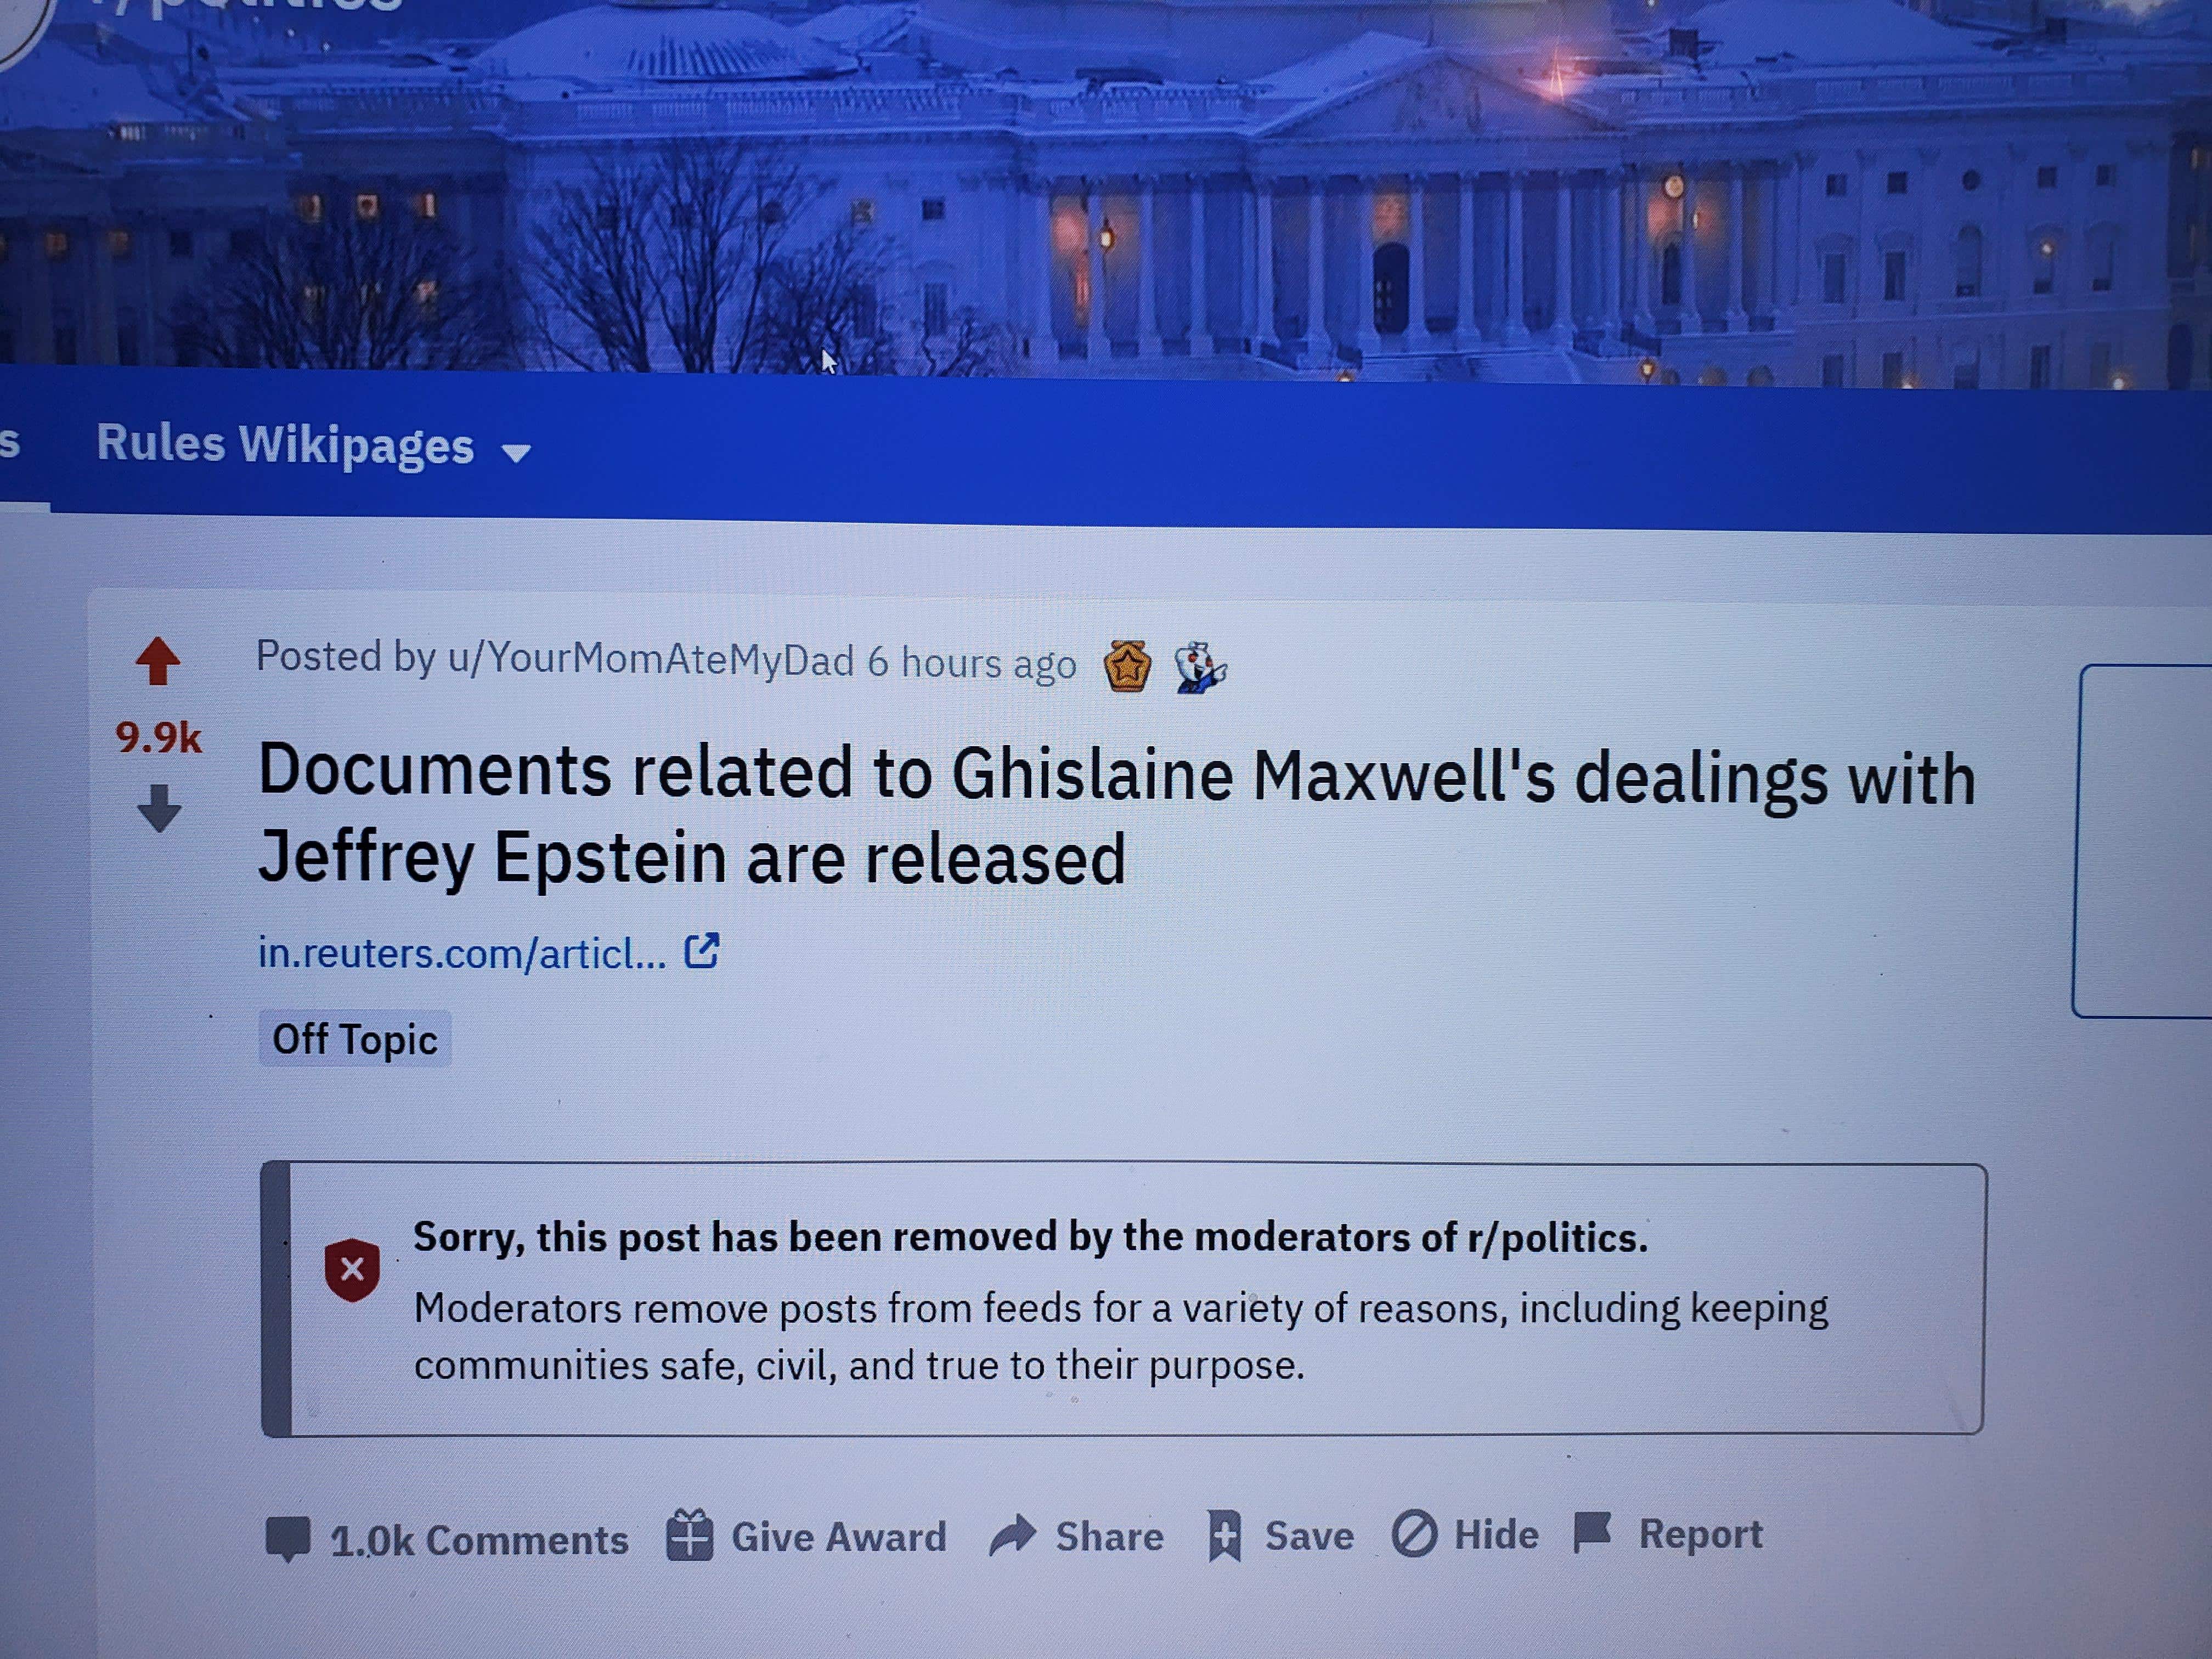 r/politics
s Rules Wikipages
Posted by u/YourMomAteMyDad 6 hours ago
9.9k
Documents related to Ghislaine Maxwell's dealings with
Jeffrey Epstein are released
in.reuters.com/articl...
Off Topic
Sorry, this post has been removed by the moderators of r/politics.
Moderators remove posts from feeds for a variety of reasons, including keeping
communities safe, civil, and true to their purpose.
1.0k Comments Give Award Share Save Hide Report